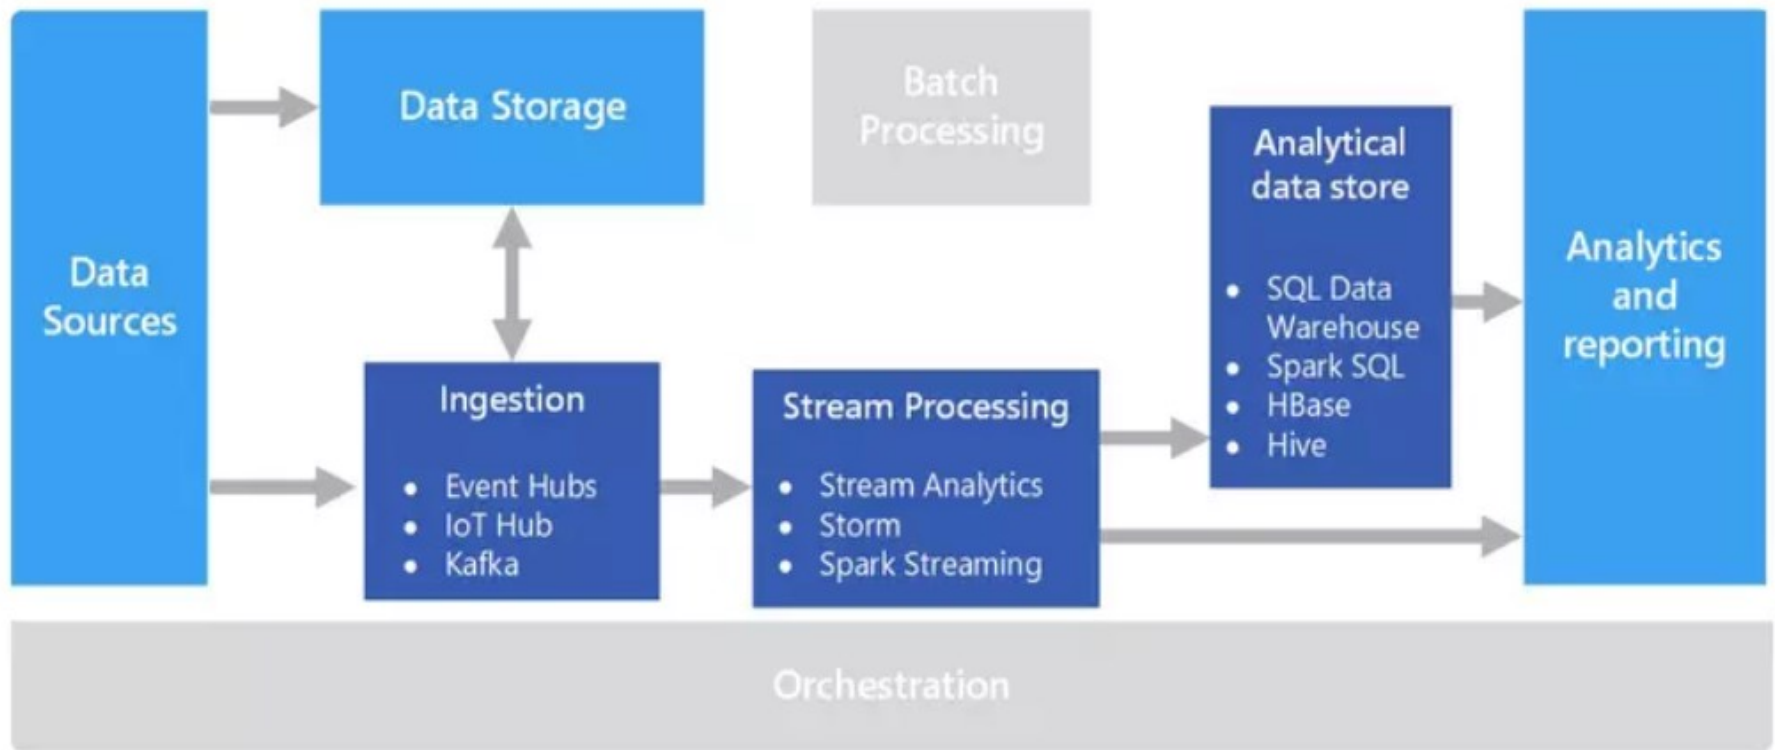 Data
Sources
Data Storage
Batch
Processing
Ingestion
• Event Hubs
• IoT Hub
• Kafka
Stream Processing
• Stream Analytics
• Storm
• Spark Streaming
Analytical
data store
• SQL Data
Warehouse
• Spark SQL
• HBase
• Hive
Analytics
and
reporting
Orchestration